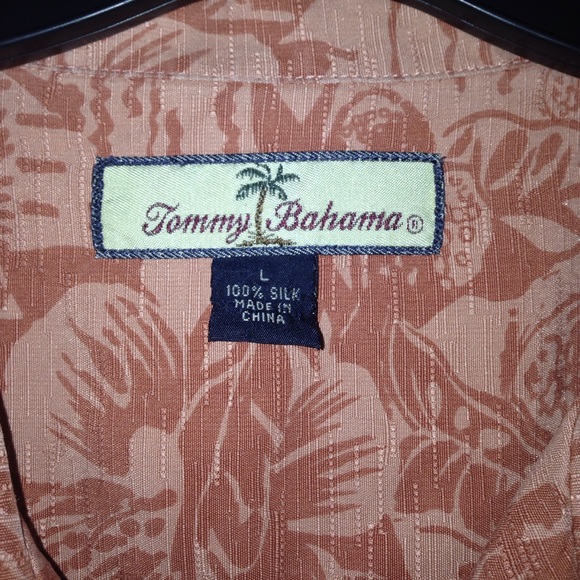 Tommy Bahama ®
L
100% SILK
MADE IN
CHINA